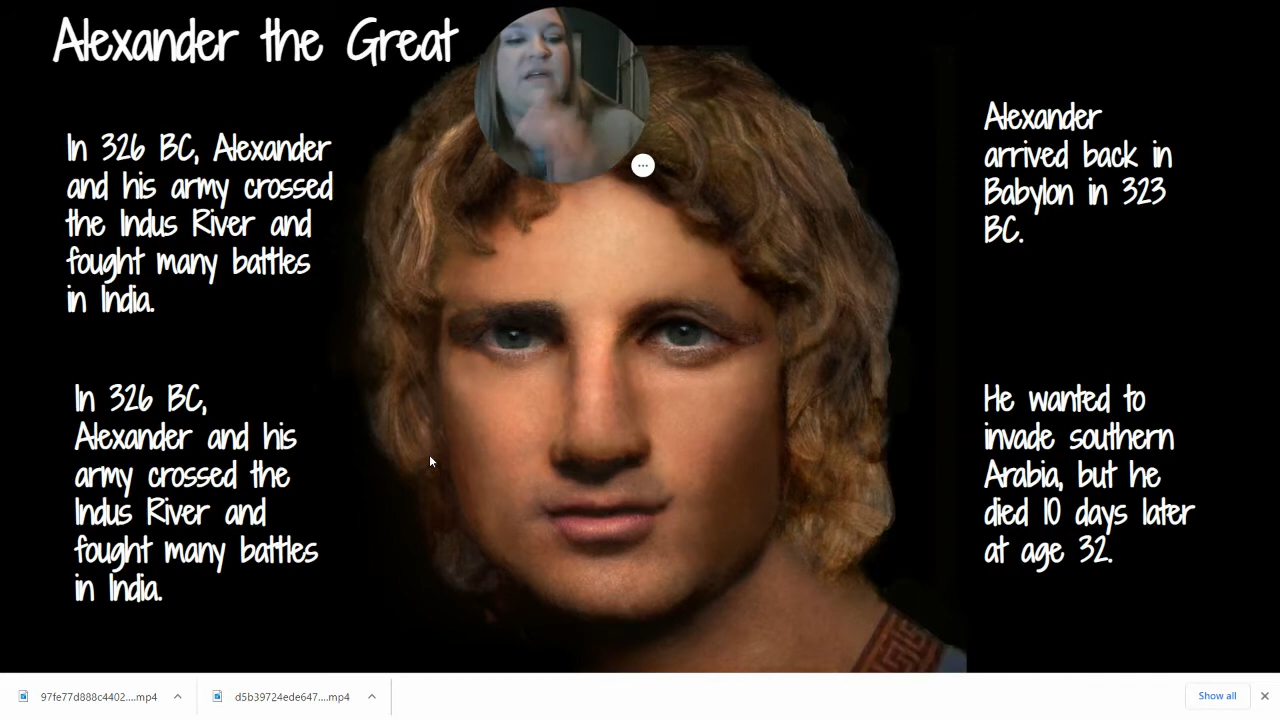 Alexander the Great
In 326 BC, Alexander
and his army crossed
the Indus River and
fought many battles
in India.
In 326 BC,
Alexander and his
army crossed the
Indus River and
fought many battles
in India.
Alexander
arrived back in
Babylon in 323
BC.
He wanted to
invade southern
Arabia, but he
died 10 days later
at age 32.
97fe77d888c4402....mp4
d5b39724ede647....mp4
Show all